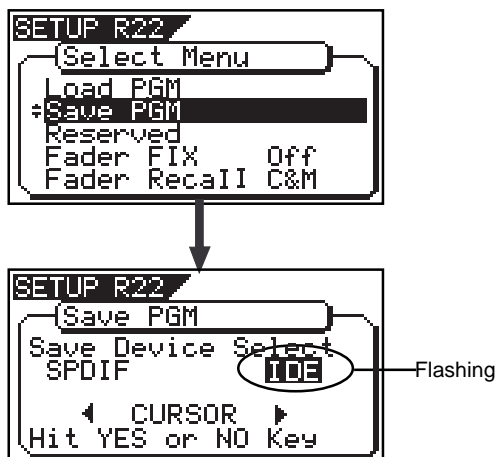 SETUP R22
Select Menu
Load PGM
Save PGM
Reserved
Fader FIX Off
Fader RecaII C&M
SETUP R22
Save PGM
Save Device Select
SPDIF IDE
Flashing
CURSOR
Hit YES or NO Key